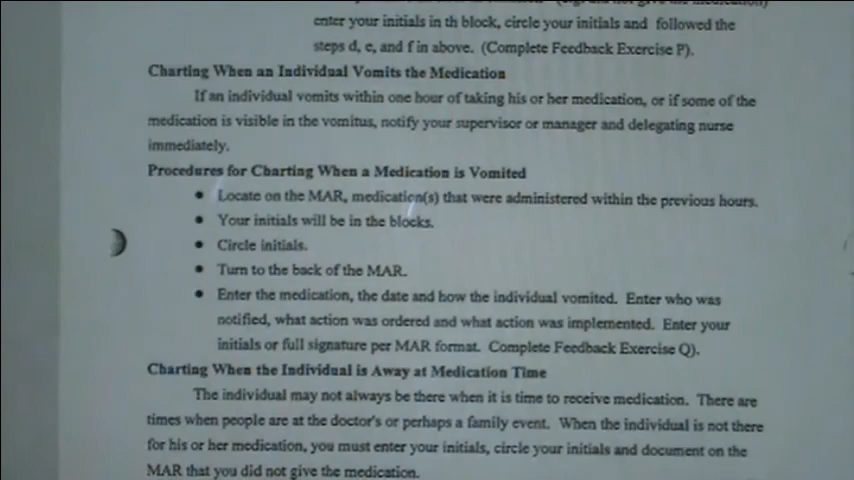 enter your initials in th block, circle your initials and followed the
steps d, e, and f in above. (Complete Feedback Exercise P).
Charting When an Individual Vomits the Medication
If an individual vomits within one hour of taking his or her medication, or if some of the
medication is visible in the vomitus, notify your supervisor or manager and delegating nurse
immediately.
Procedures for Charting When a Medication is Vomited
• Locate on the MAR, medication(s) that were administered within the previous hours.
• Your initials will be in the blocks.
• Circle initials.
• Turn to the back of the MAR.
• Enter the medication, the date and how the individual vomited. Enter who was
notified, what action was ordered and what action was implemented. Enter your
initials or full signature per MAR format. Complete Feedback Exercise Q).
Charting When the Individual is Away at Medication Time
The individual may not always be there when it is time to receive medication. There are
times when people are at the doctor's or perhaps a family event. When the individual is not there
for his or her medication, you must enter your initials, circle your initials and document on the
MAR that you did not give the medication.